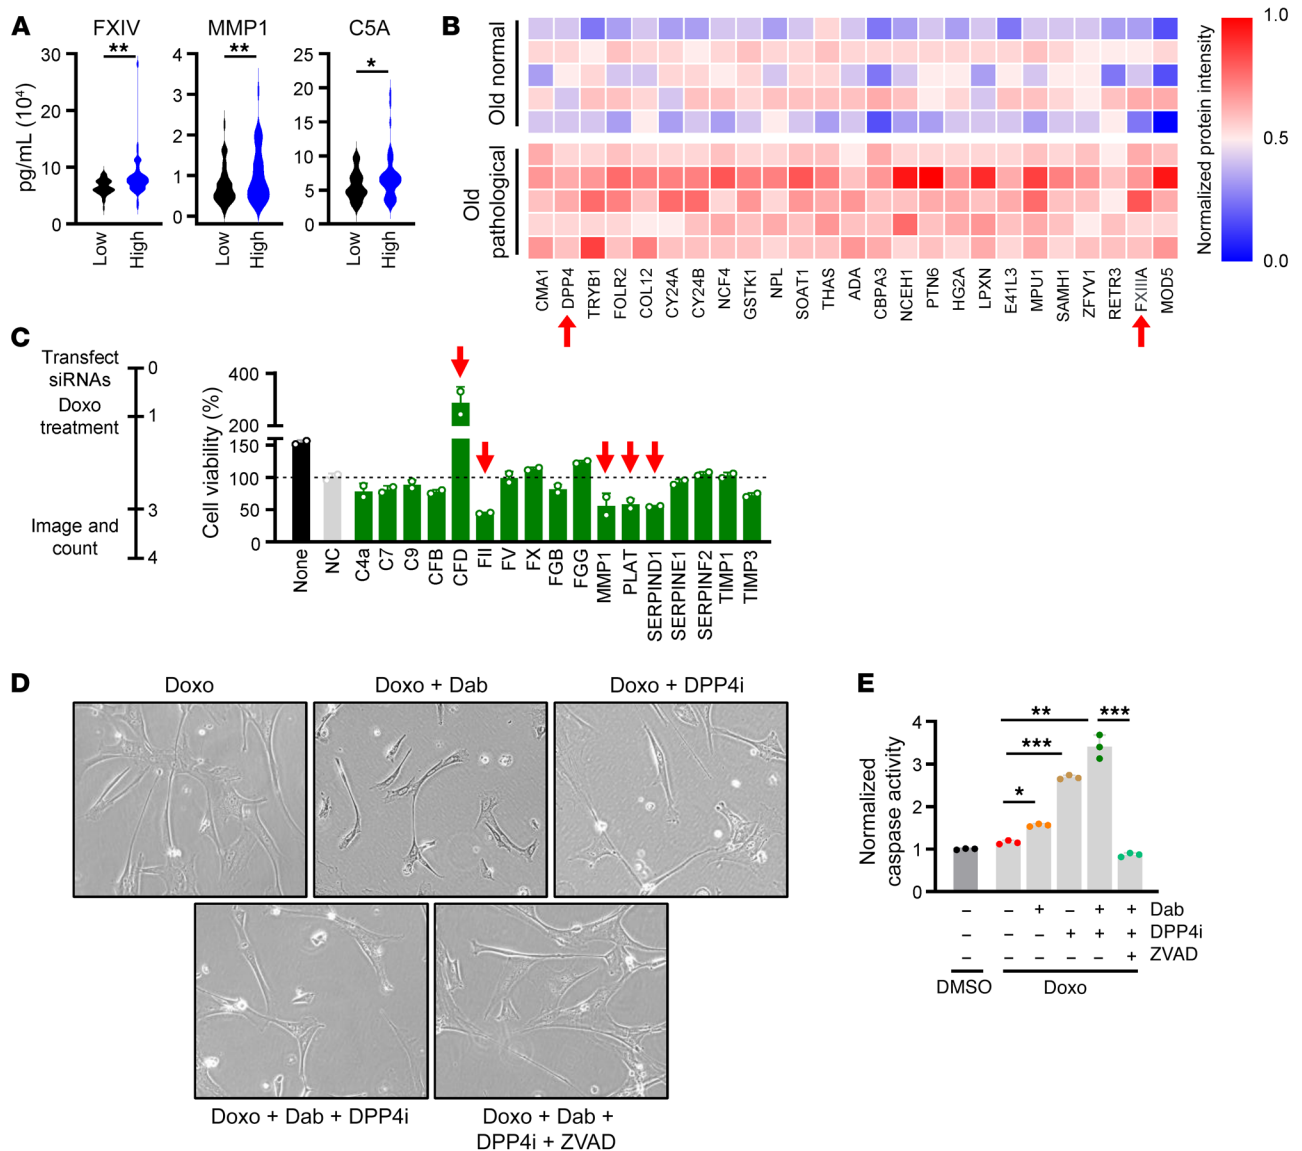 A
FXIV
MMP1
C5A
**
**
*
pg/mL (10⁴)
30
20
10
0
4
3
2
1
0
25
20
15
10
5
0
Low
High
Low
High
Low
High
B
Old normal
Old
pathological
CMA1
DPP4
TRYB1
FOLR2
COL12
CY24A
CY24B
NCF4
GSTK1
NPL
SOAT1
THAS
ADA
CBPA3
NCEH1
PTN6
HG2A
LPXN
E41L3
MPU1
SAMH1
ZFYV1
RETR3
FXIIIA
MOD5
1.0
0.5
0.0
Normalized protein intensity
C
Transfect
siRNAs
Doxo
treatment
Image and
count
0
1
3
4
Cell viability (%)
400
200
150
100
50
0
None
NC
C4a
C7
C9
CFB
CFD
FII
FV
FX
FGB
FGG
MMP1
PLAT
SERPIND1
SERPINE1
SERPINF2
TIMP1
TIMP3
D
Doxo
Doxo + Dab
Doxo + DPP4i
Doxo + Dab + DPP4i
Doxo + Dab +
DPP4i + ZVAD
E
Normalized
caspase activity
4
3
2
1
0
**
***
***
*
– – + – + + Dab
– – – + + + DPP4i
– – – – – + ZVAD
DMSO
Doxo